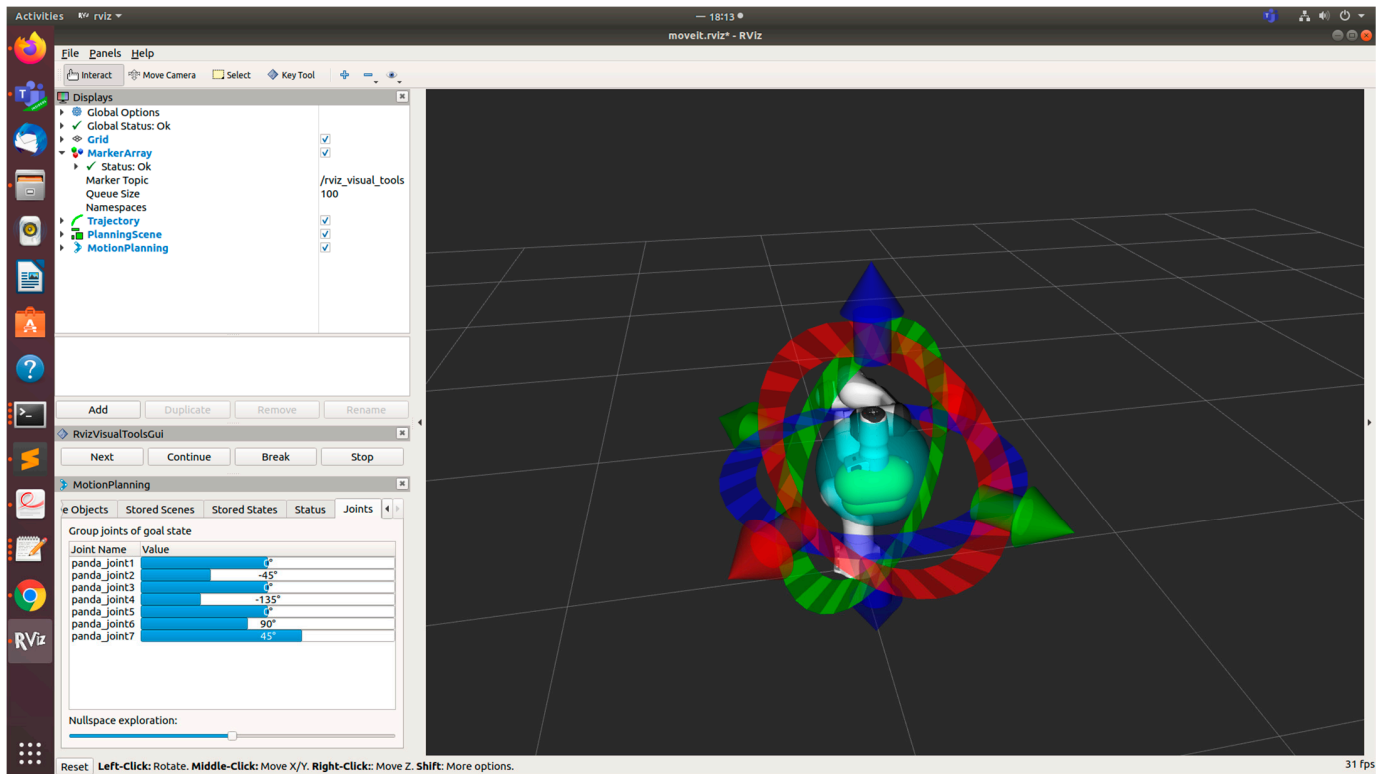 Activities RViz rviz
— 18:13
moveit.rviz* - RViz
File Panels Help
Interact Move Camera Select Key Tool
Displays
Global Options
Global Status: Ok
Grid
MarkerArray
Status: Ok
Marker Topic /rviz_visual_tools
Queue Size 100
Namespaces
Trajectory
PlanningScene
MotionPlanning
Add Duplicate Remove Rename
RvizVisualToolsGui
Next Continue Break Stop
MotionPlanning
e Objects Stored Scenes Stored States Status Joints
Group joints of goal state
Joint Name Value
panda_joint1 0°
panda_joint2 -45°
panda_joint3 0°
panda_joint4 -135°
panda_joint5 0°
panda_joint6 90°
panda_joint7 45°
Nullspace exploration:
RViz
Reset Left-Click: Rotate. Middle-Click: Move X/Y. Right-Click:: Move Z. Shift: More options.
31 fps